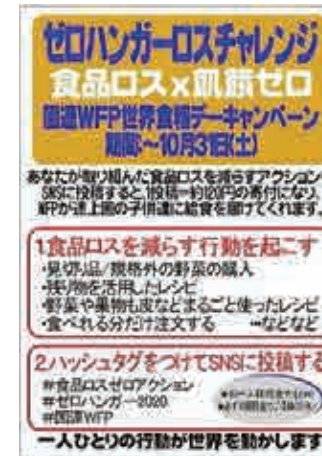 ゼロハンガーロスチャレンジ
食品ロスx飢餓ゼロ
国連WFP世界食糧デーキャンペーン
期間:~10月31日(土)
あなたが取り組んだ食品ロスを減らすアクションを
SNSに投稿すると、1投稿=約120円の寄付になり、
WFPから途上国の子供達に給食を届けてくれます。
1.食品ロスを減らす行動を起こす
・見切り品/規格外の野菜の購入
・残り物を活用したレシピ
・野菜や果物も皮などまるごと使ったレシピ
・食べれる分だけ注文する …などなど
2.ハッシュタグをつけてSNSに投稿する
#食品ロスゼロアクション
#ゼロハンガー2020
#国連WFP
一人ひとりの行動が世界を動かします